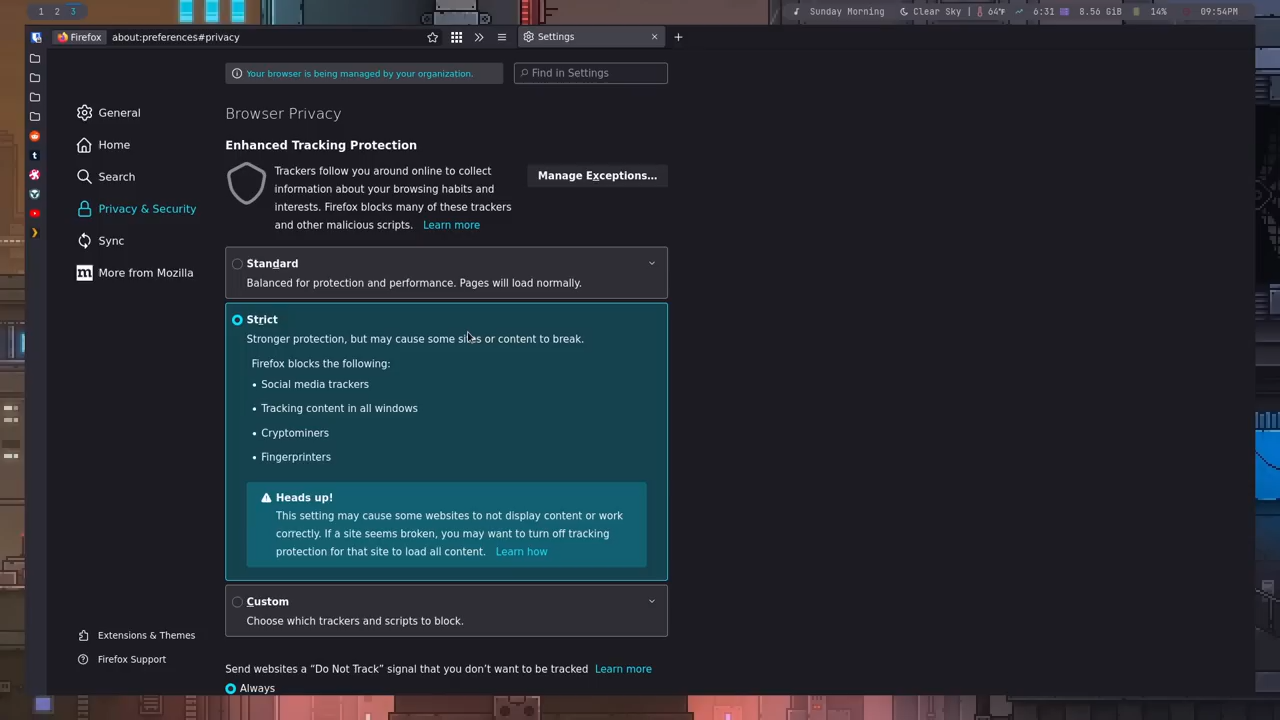 1 2 3
Sunday Morning Clear Sky | 64°F 6:31 8.56 GiB 14% 09:54PM
Firefox about:preferences#privacy
Settings
Your browser is being managed by your organization.
Find in Settings
General
Home
Search
Privacy & Security
Sync
More from Mozilla
Extensions & Themes
Firefox Support
Browser Privacy
Enhanced Tracking Protection
Trackers follow you around online to collect
information about your browsing habits and
interests. Firefox blocks many of these trackers
and other malicious scripts. Learn more
Manage Exceptions...
Standard
Balanced for protection and performance. Pages will load normally.
Strict
Stronger protection, but may cause some sites or content to break.
Firefox blocks the following:
• Social media trackers
• Tracking content in all windows
• Cryptominers
• Fingerprinters
Heads up!
This setting may cause some websites to not display content or work
correctly. If a site seems broken, you may want to turn off tracking
protection for that site to load all content. Learn how
Custom
Choose which trackers and scripts to block.
Send websites a “Do Not Track” signal that you don’t want to be tracked Learn more
Always